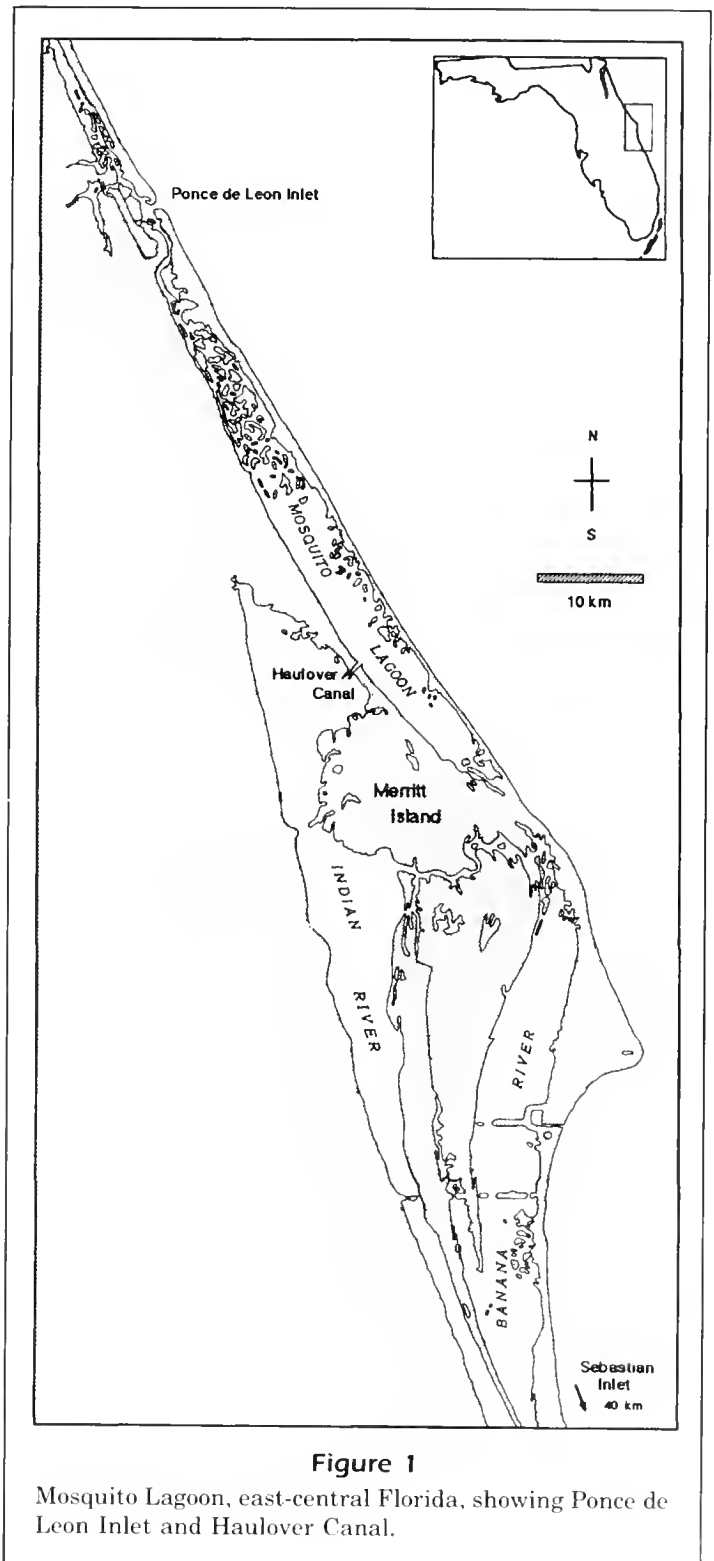 Ponce de Leon Inlet
N
S
10 km
MOSQUITO
LAGOON
Haulover
Canal
Merritt
Island
INDIAN
RIVER
RIVER
BANANA
Sebastian
Inlet
40 km
Figure 1
Mosquito Lagoon, east-central Florida, showing Ponce de
Leon Inlet and Haulover Canal.